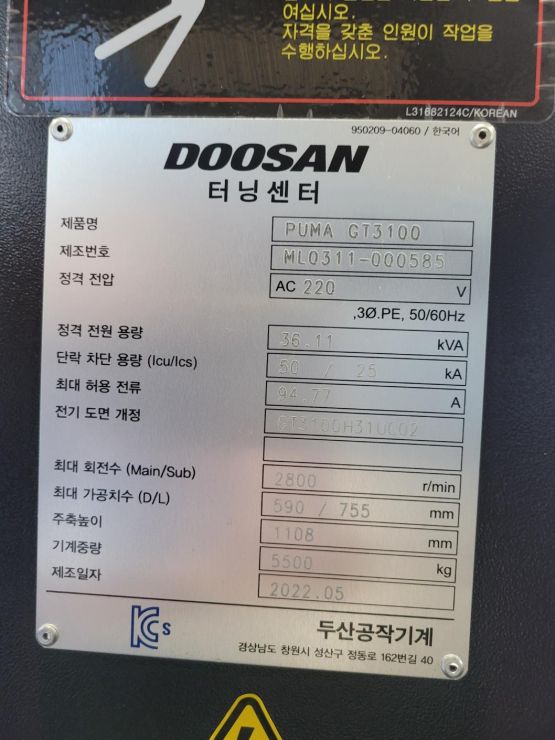 여십시오.
자격을 갖춘 인원이 작업을
수행하십시오.
L31682124C/KOREAN
950209-04060 / 한국어
DOOSAN
터닝센터
제품명 PUMA GT3100
제조번호 ML0311-000585
정격 전압 AC 220 V
,3Ø.PE, 50/60Hz
정격 전원 용량 36.11 kVA
단락 차단 용량 (Icu/Ics) 50 / 25 kA
최대 허용 전류 94.77 A
전기 도면 개정 GT3100H31UC02
최대 회전수 (Main/Sub) 2800 r/min
최대 가공치수 (D/L) 590 / 755 mm
주축높이 1108 mm
기계중량 5500 kg
제조일자 2022.05
KCs
두산공작기계
경상남도 창원시 성산구 정동로 162번길 40